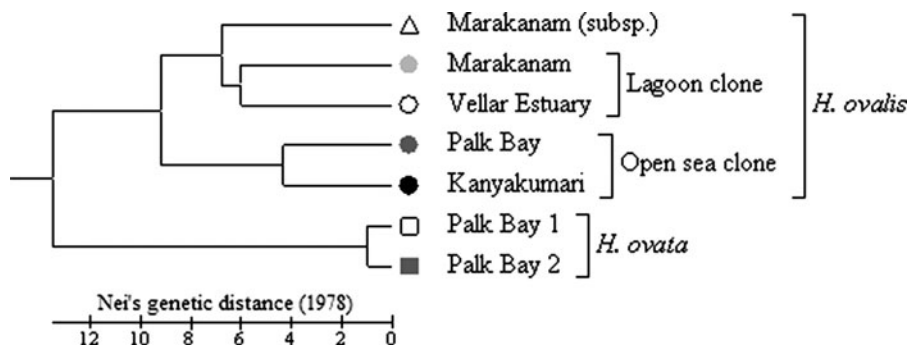 Marakanam (subsp.)
Marakanam
Vellar Estuary
Lagoon clone
Palk Bay
Kanyakumari
Open sea clone
H. ovalis
Palk Bay 1
Palk Bay 2
H. ovata
Nei's genetic distance (1978)
12 10 8 6 4 2 0